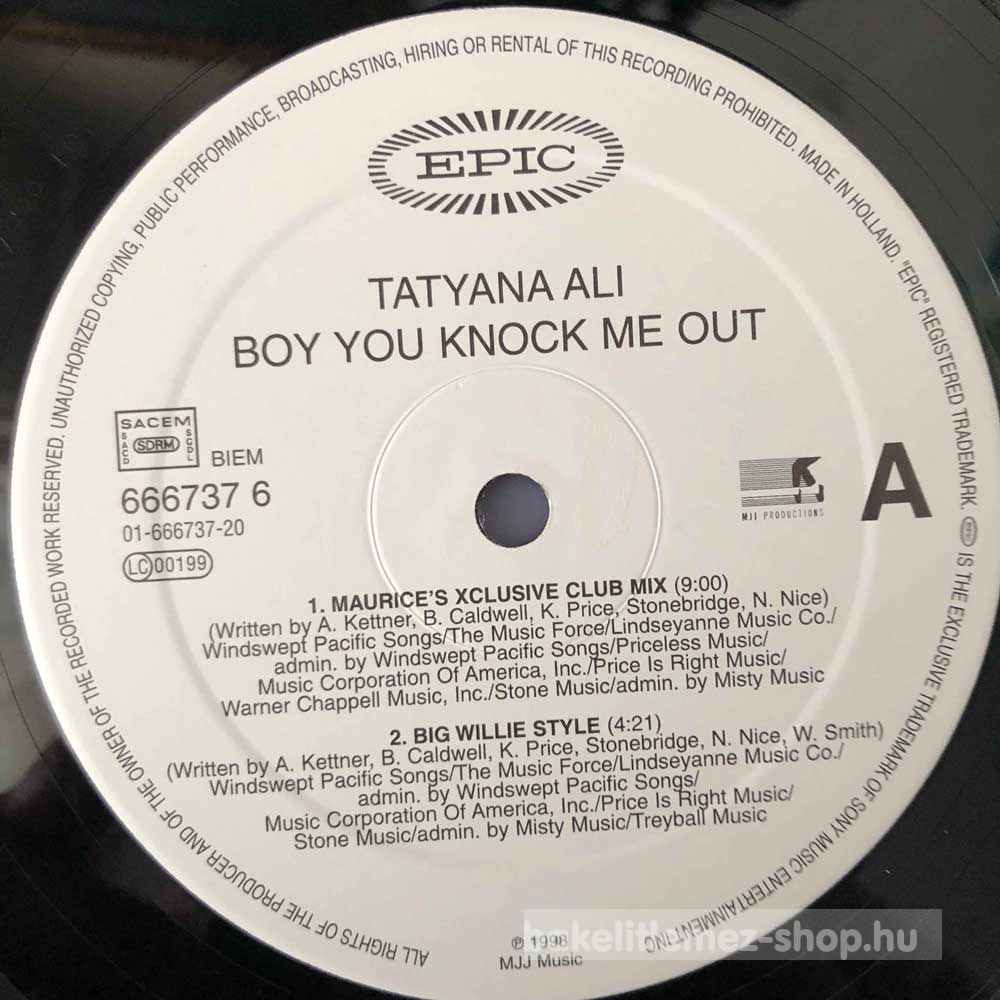 ALL RIGHTS OF THE PRODUCER AND OF THE OWNER OF THE RECORDED WORK RESERVED. UNAUTHORIZED COPYING, PUBLIC PERFORMANCE, BROADCASTING, HIRING OR RENTAL OF THIS RECORDING PROHIBITED. MADE IN HOLLAND. "EPIC" REGISTERED TRADEMARK. EPIC IS THE EXCLUSIVE TRADEMARK OF SONY MUSIC ENTERTAINMENT INC
EPIC
TATYANA ALI
BOY YOU KNOCK ME OUT
SACEM
SACD
SDRM
SGDL
BIEM
666737 6
01-666737-20
LC 00199
MJJ PRODUCTIONS
A
1. MAURICE'S XCLUSIVE CLUB MIX (9:00)
(Written by A. Kettner, B. Caldwell, K. Price, Stonebridge, N. Nice)
Windswept Pacific Songs/The Music Force/Lindseyanne Music Co./
admin. by Windswept Pacific Songs/Priceless Music/
Music Corporation Of America, Inc./Price Is Right Music/
Warner Chappell Music, Inc./Stone Music/admin. by Misty Music
2. BIG WILLIE STYLE (4:21)
(Written by A. Kettner, B. Caldwell, K. Price, Stonebridge, N. Nice, W. Smith)
Windswept Pacific Songs/The Music Force/Lindseyanne Music Co./
admin. by Windswept Pacific Songs/
Music Corporation Of America, Inc./Price Is Right Music/
Stone Music/admin. by Misty Music/Treyball Music
℗ 1998
MJJ Music
bakelitlemez-shop.hu